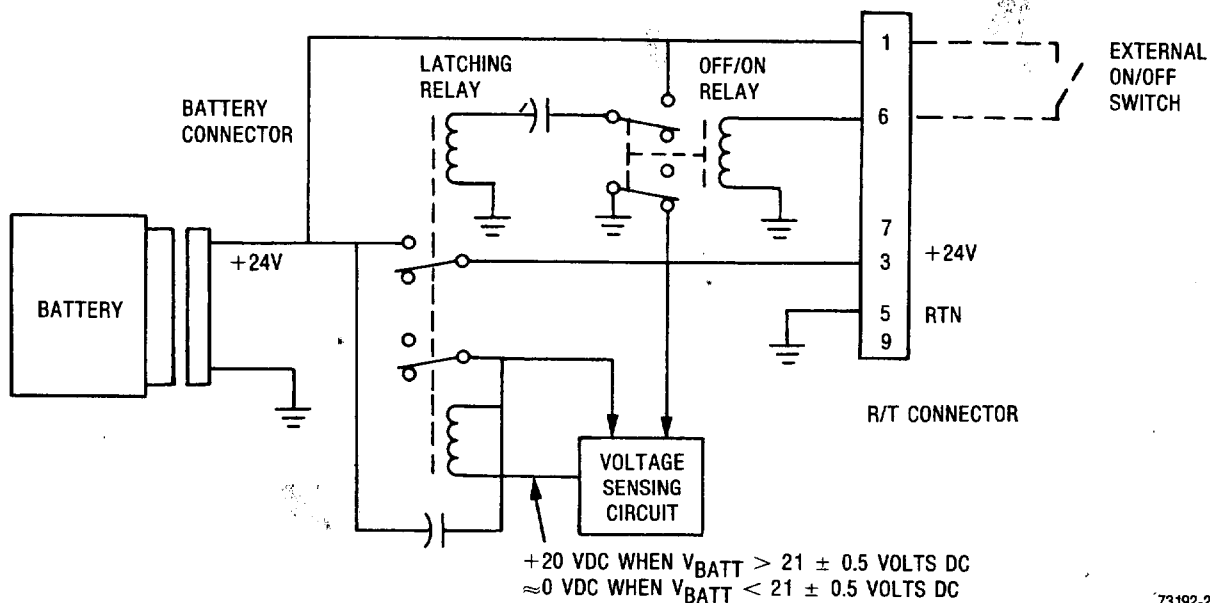 1
LATCHING
RELAY
OFF/ON
RELAY
EXTERNAL
ON/OFF
SWITCH
BATTERY
CONNECTOR
6
7
+24V
3
+24V
BATTERY
5
RTN
9
R/T CONNECTOR
VOLTAGE
SENSING
CIRCUIT
+20 VDC WHEN VBATT > 21 ± 0.5 VOLTS DC
≈0 VDC WHEN VBATT < 21 ± 0.5 VOLTS DC
73192-2